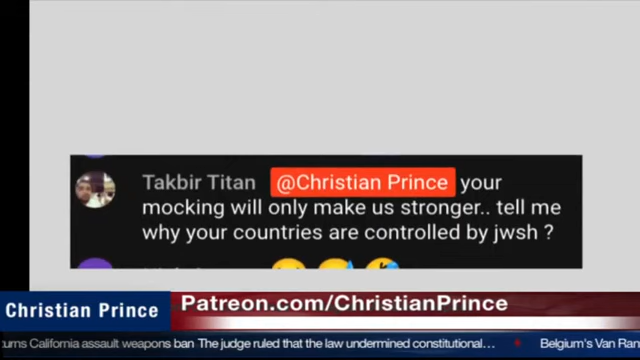 Takbir Titan @Christian Prince your
mocking will only make us stronger.. tell me
why your countries are controlled by jwsh ?
Christian Prince
Patreon.com/ChristianPrince
urns California assault weapons ban The judge ruled that the law undermined constitutional... Belgium's Van Ran